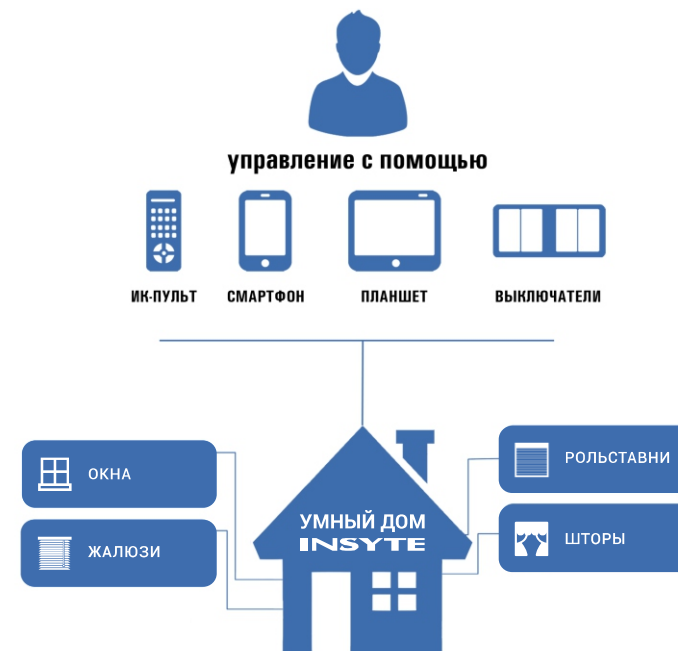 управление с помощью
ИК-ПУЛЬТ СМАРТФОН ПЛАНШЕТ ВЫКЛЮЧАТЕЛИ
ОКНА
ЖАЛЮЗИ
УМНЫЙ ДОМ
INSYTE
РОЛЬСТАВНИ
ШТОРЫ